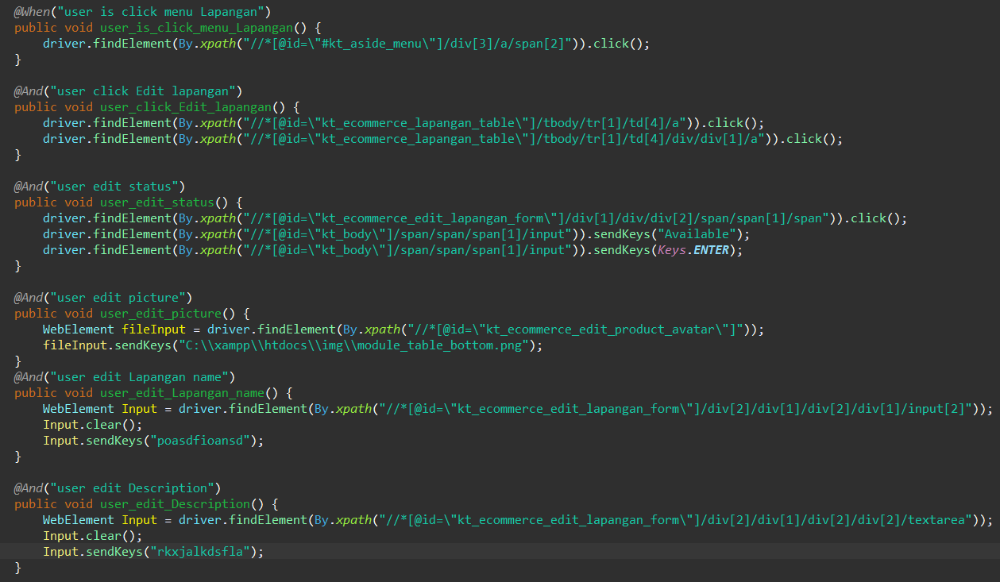 @When("user is click menu Lapangan")
public void user_is_click_menu_Lapangan() {
    driver.findElement(By.xpath("//*[@id=\"#kt_aside_menu\"]/div[3]/a/span[2]")).click();
}

@And("user click Edit lapangan")
public void user_click_Edit_lapangan() {
    driver.findElement(By.xpath("//*[@id=\"kt_ecommerce_lapangan_table\"]/tbody/tr[1]/td[4]/a")).click();
    driver.findElement(By.xpath("//*[@id=\"kt_ecommerce_lapangan_table\"]/tbody/tr[1]/td[4]/div/div[1]/a")).click();
}

@And("user edit status")
public void user_edit_status() {
    driver.findElement(By.xpath("//*[@id=\"kt_ecommerce_edit_lapangan_form\"]/div[1]/div/div[2]/span/span[1]/span")).click();
    driver.findElement(By.xpath("//*[@id=\"kt_body\"]/span/span/span[1]/input")).sendKeys("Available");
    driver.findElement(By.xpath("//*[@id=\"kt_body\"]/span/span/span[1]/input")).sendKeys(Keys.ENTER);
}

@And("user edit picture")
public void user_edit_picture() {
    WebElement fileInput = driver.findElement(By.xpath("//*[@id=\"kt_ecommerce_edit_product_avatar\"]"));
    fileInput.sendKeys("C:\\xampp\\htdocs\\img\\module_table_bottom.png");
}
@And("user edit Lapangan name")
public void user_edit_Lapangan_name() {
    WebElement Input = driver.findElement(By.xpath("//*[@id=\"kt_ecommerce_edit_lapangan_form\"]/div[2]/div[1]/div[2]/div[1]/input[2]"));
    Input.clear();
    Input.sendKeys("poasdfioansd");
}

@And("user edit Description")
public void user_edit_Description() {
    WebElement Input = driver.findElement(By.xpath("//*[@id=\"kt_ecommerce_edit_lapangan_form\"]/div[2]/div[1]/div[2]/div[2]/textarea"));
    Input.clear();
    Input.sendKeys("rkxjalkdsfla");
}